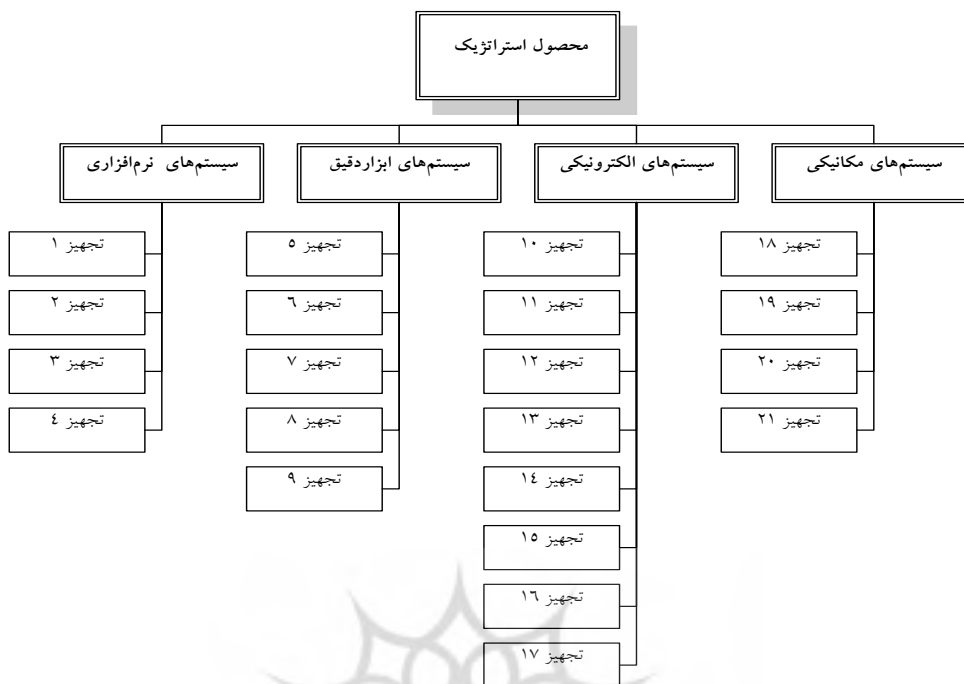 محصول استراتژیک
سیستم‌های مکانیکی
سیستم‌های الکترونیکی
سیستم‌های ابزاردقیق
سیستم‌های نرم‌افزاری
تجهیز ۱۸
تجهیز ۱۹
تجهیز ۲۰
تجهیز ۲۱
تجهیز ۱۰
تجهیز ۱۱
تجهیز ۱۲
تجهیز ۱۳
تجهیز ۱٤
تجهیز ۱٥
تجهیز ۱٦
تجهیز ۱۷
تجهیز ٥
تجهیز ٦
تجهیز ۷
تجهیز ۸
تجهیز ۹
تجهیز ۱
تجهیز ۲
تجهیز ۳
تجهیز ٤